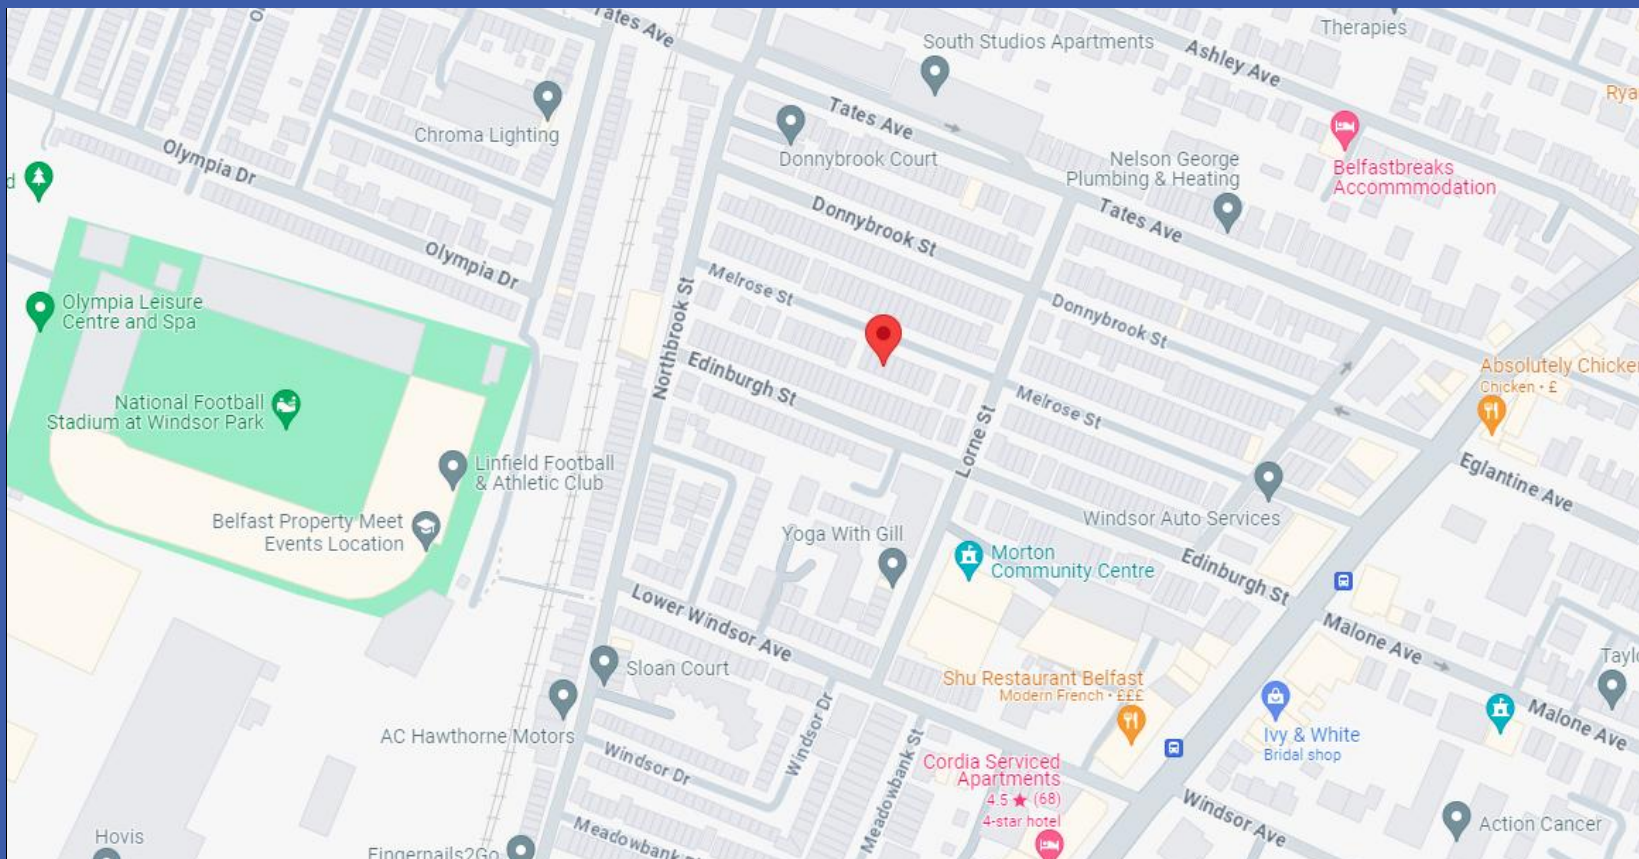 Tates Ave
South Studios Apartments
Therapies
Ashley Ave
Chroma Lighting
Tates Ave
Donnybrook Court
Nelson George
Plumbing & Heating
Belfastbreaks
Accommmodation
Olympia Dr
Donnybrook St
Tates Ave
Olympia Dr
Melrose St
Northbrook St
Donnybrook St
Olympia Leisure
Centre and Spa
Edinburgh St
Absolutely Chicken
Chicken • £
National Football
Stadium at Windsor Park
Melrose St
Lorne St
Linfield Football
& Athletic Club
Eglantine Ave
Belfast Property Meet
Events Location
Yoga With Gill
Windsor Auto Services
Morton
Community Centre
Edinburgh St
Lower Windsor Ave
Malone Ave
Sloan Court
Shu Restaurant Belfast
Modern French • £££
Malone Ave
AC Hawthorne Motors
Windsor Dr
Windsor Dr
Meadowbank St
Ivy & White
Bridal shop
Cordia Serviced
Apartments
4.5 ★ (68)
4-star hotel
Windsor Ave
Action Cancer
Hovis
Fingernails2Go